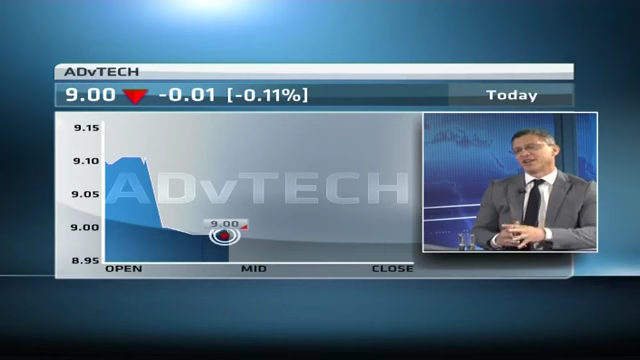 ADvTECH
9.00 -0.01 [-0.11%] Today
9.15
9.10
9.05
9.00
8.95
ADvTECH
9.00
OPEN MID CLOSE